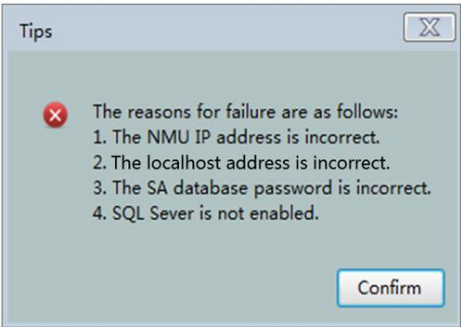 Tips
The reasons for failure are as follows:
1. The NMU IP address is incorrect.
2. The localhost address is incorrect.
3. The SA database password is incorrect.
4. SQL Sever is not enabled.
Confirm